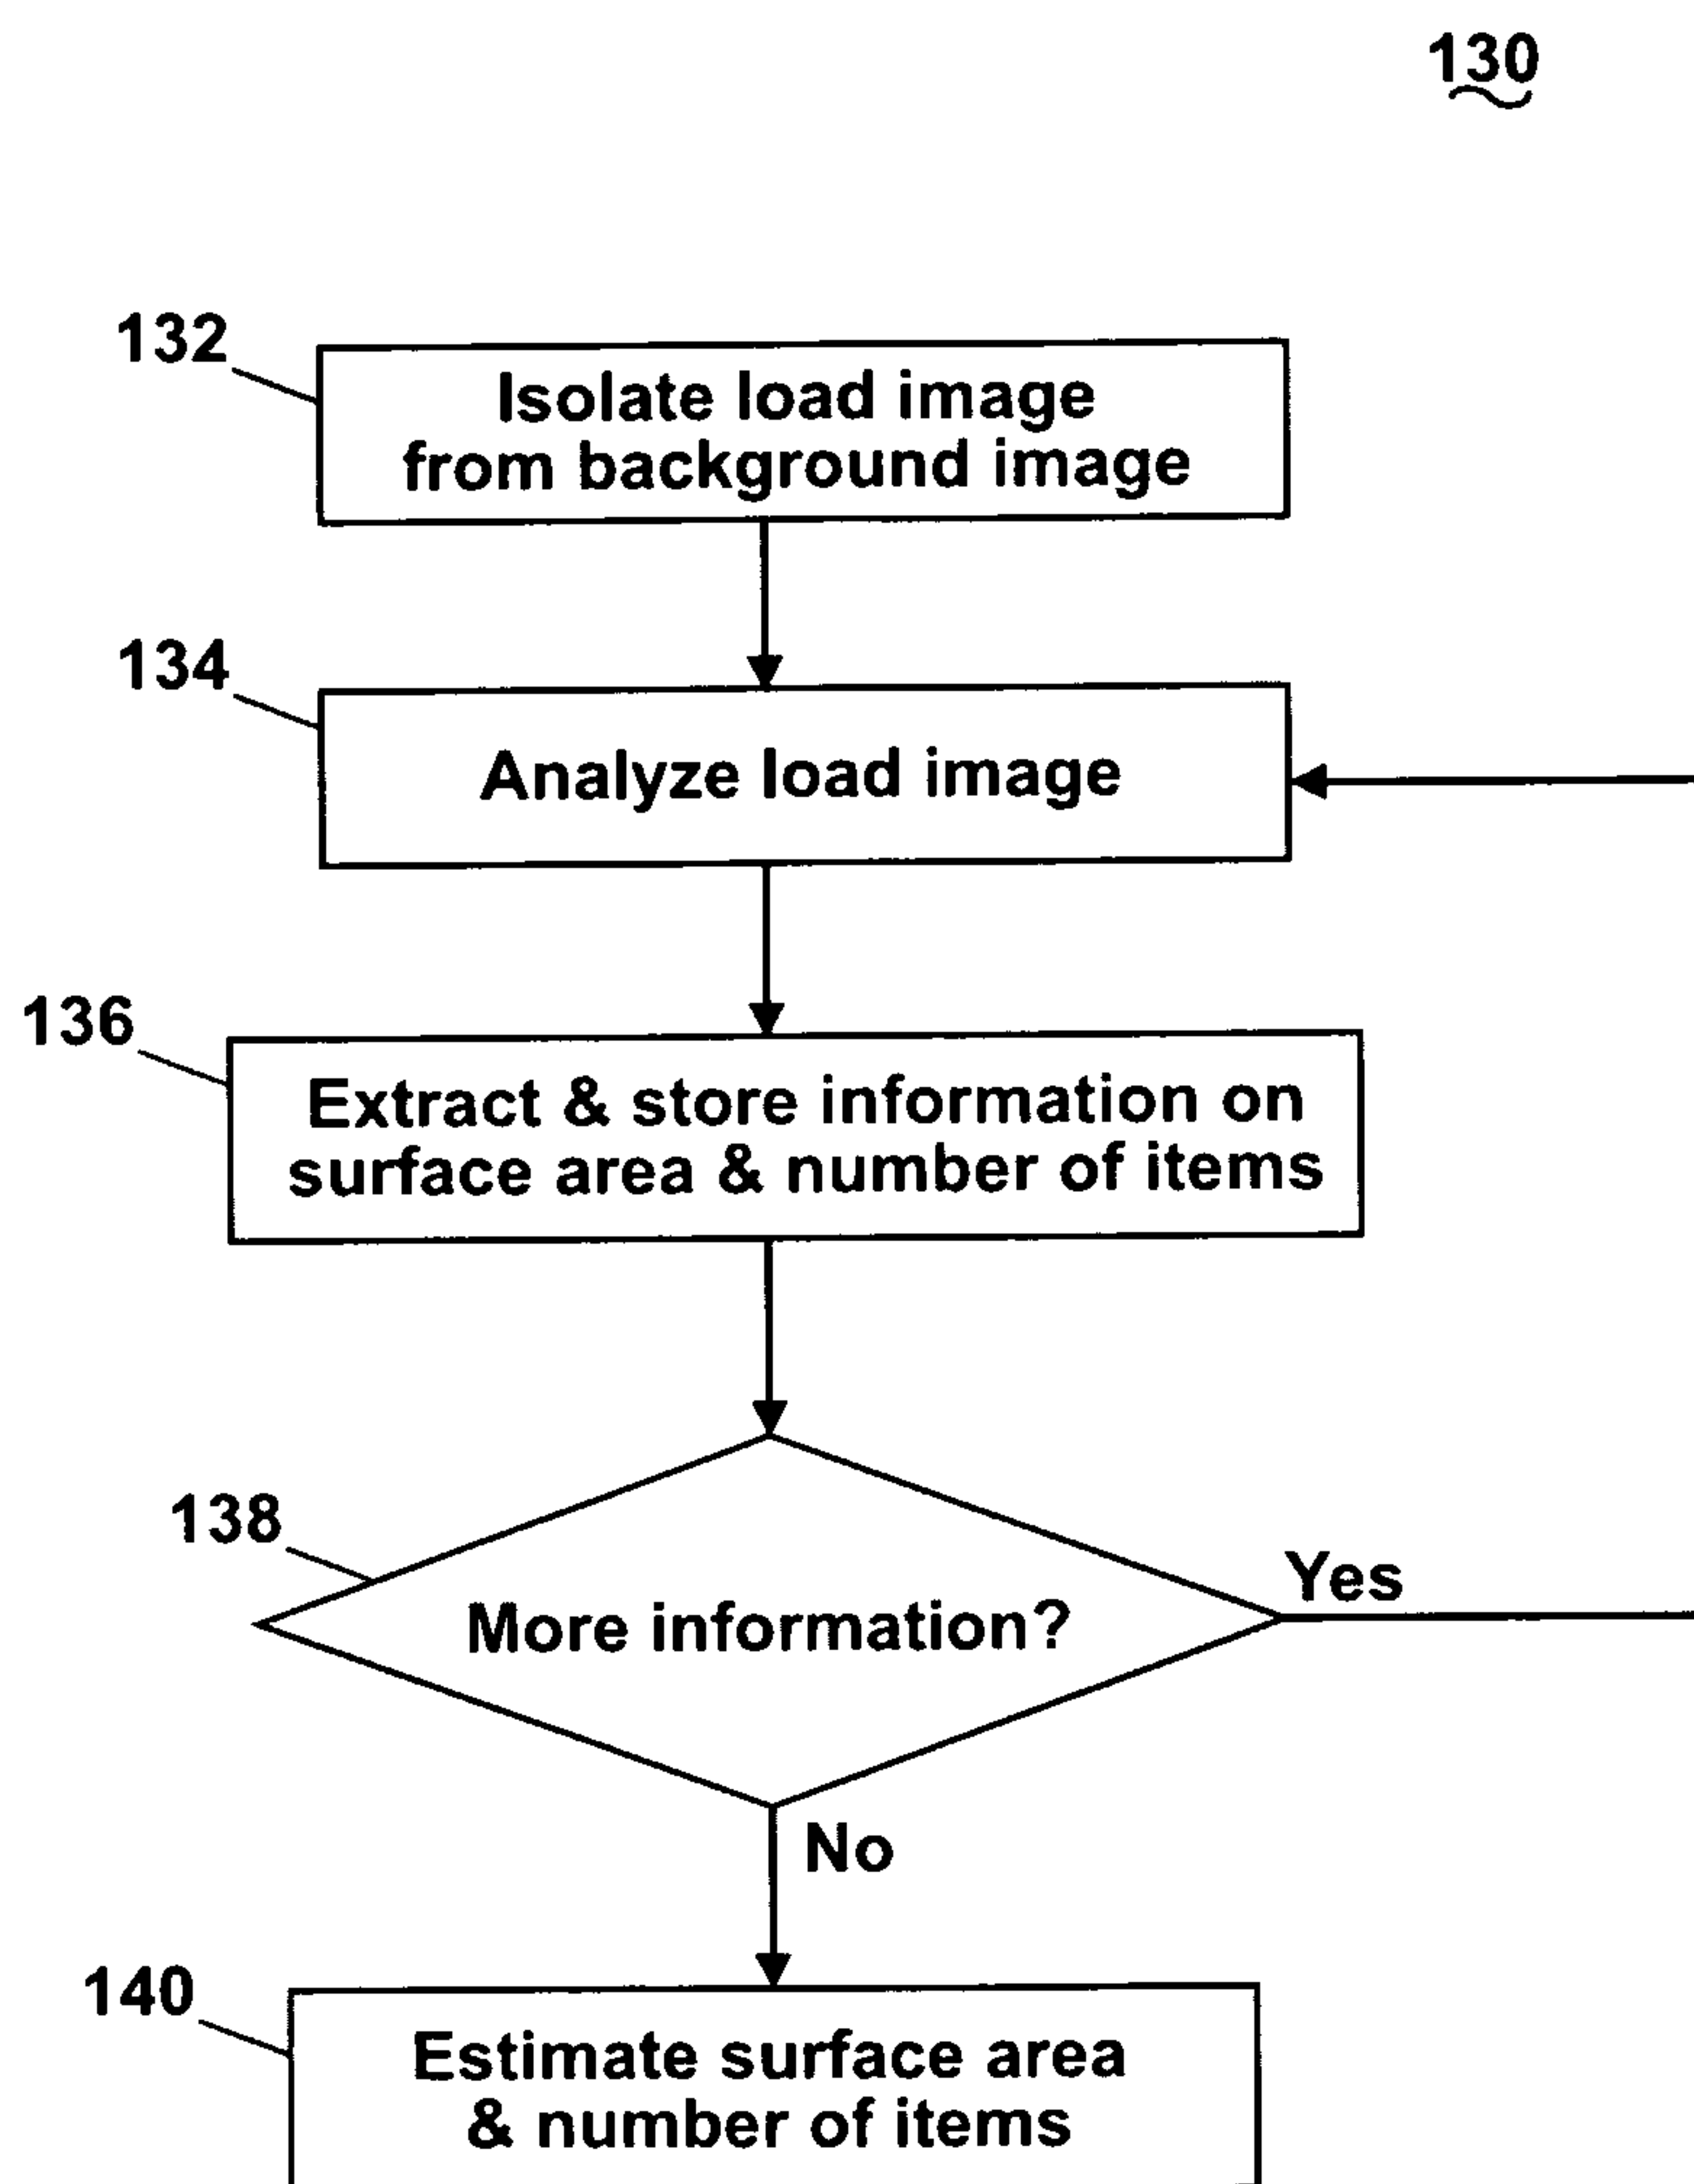 130
132
Isolate load image
from background image
134
Analyze load image
136
Extract & store information on
surface area & number of items
138
More information?
Yes
No
140
Estimate surface area
& number of items